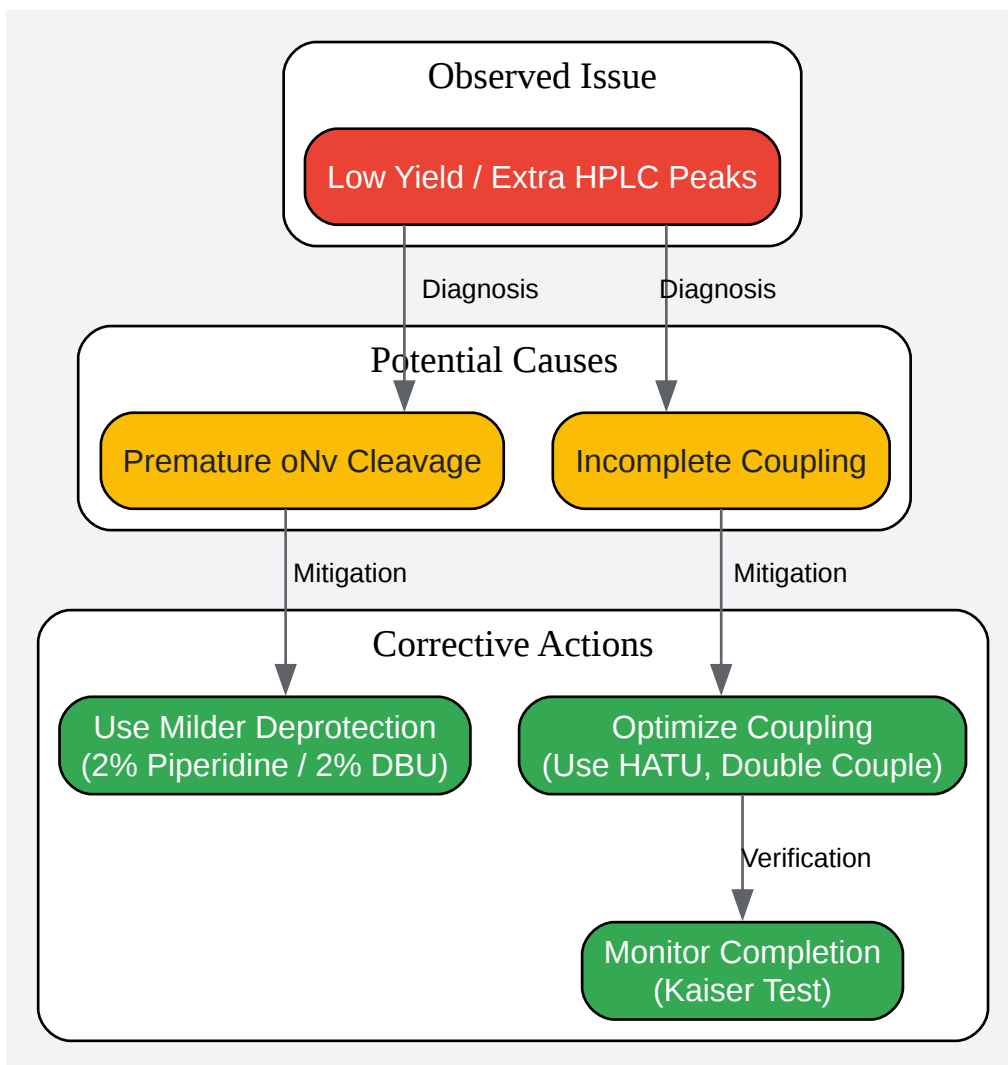 Observed Issue
Low Yield / Extra HPLC Peaks
Diagnosis
Diagnosis
Potential Causes
Premature oNv Cleavage
Incomplete Coupling
Mitigation
Mitigation
Corrective Actions
Use Milder Deprotection
(2% Piperidine / 2% DBU)
Optimize Coupling
(Use HATU, Double Couple)
Verification
Monitor Completion
(Kaiser Test)